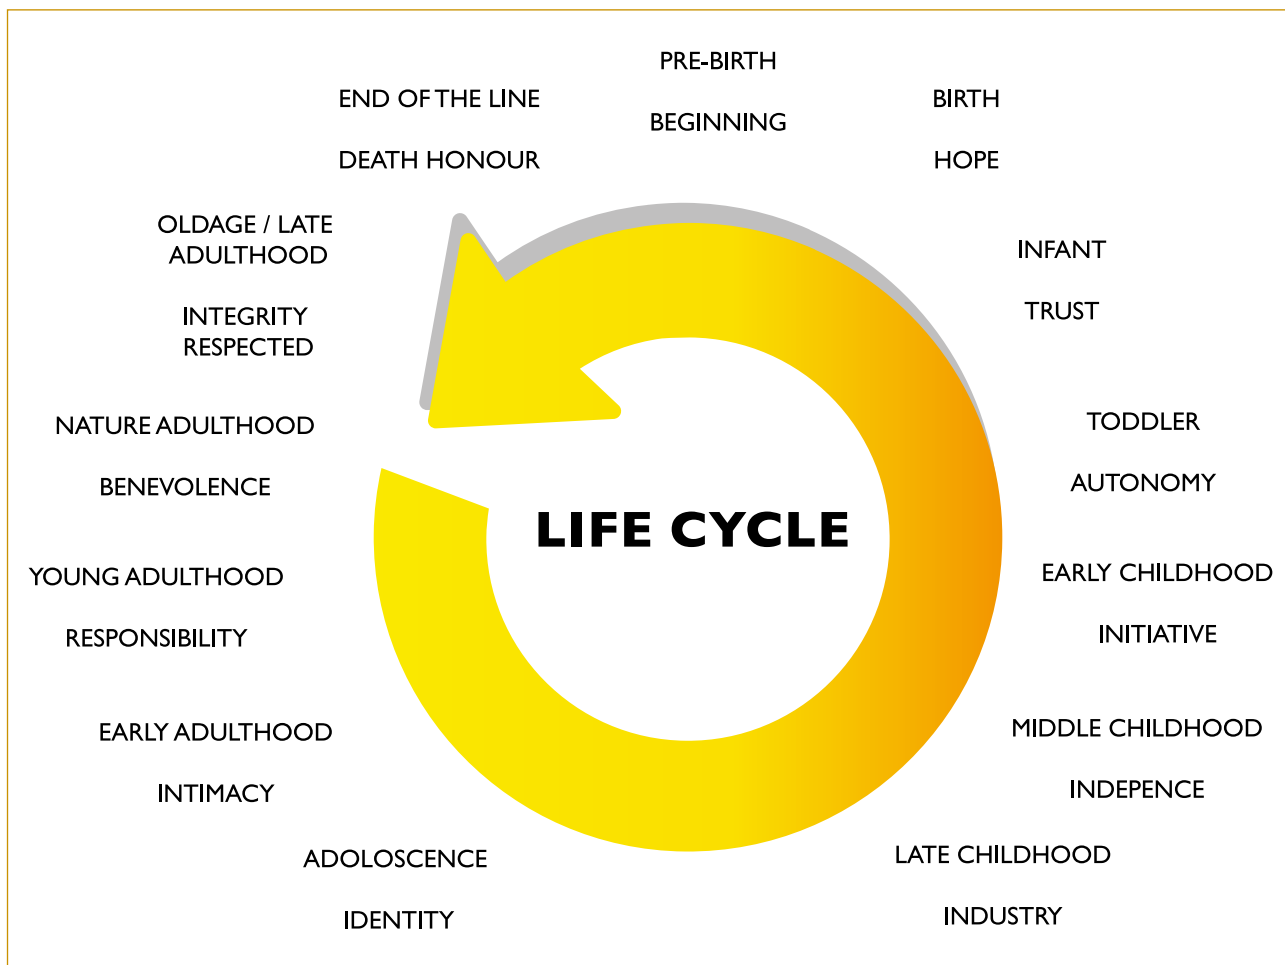 PRE-BIRTH
BEGINNING
BIRTH
HOPE
INFANT
TRUST
TODDLER
AUTONOMY
EARLY CHILDHOOD
INITIATIVE
MIDDLE CHILDHOOD
INDEPENCE
LATE CHILDHOOD
INDUSTRY
ADOLOSCENCE
IDENTITY
EARLY ADULTHOOD
INTIMACY
YOUNG ADULTHOOD
RESPONSIBILITY
NATURE ADULTHOOD
BENEVOLENCE
OLDAGE / LATE
ADULTHOOD
INTEGRITY
RESPECTED
END OF THE LINE
DEATH HONOUR
LIFE CYCLE